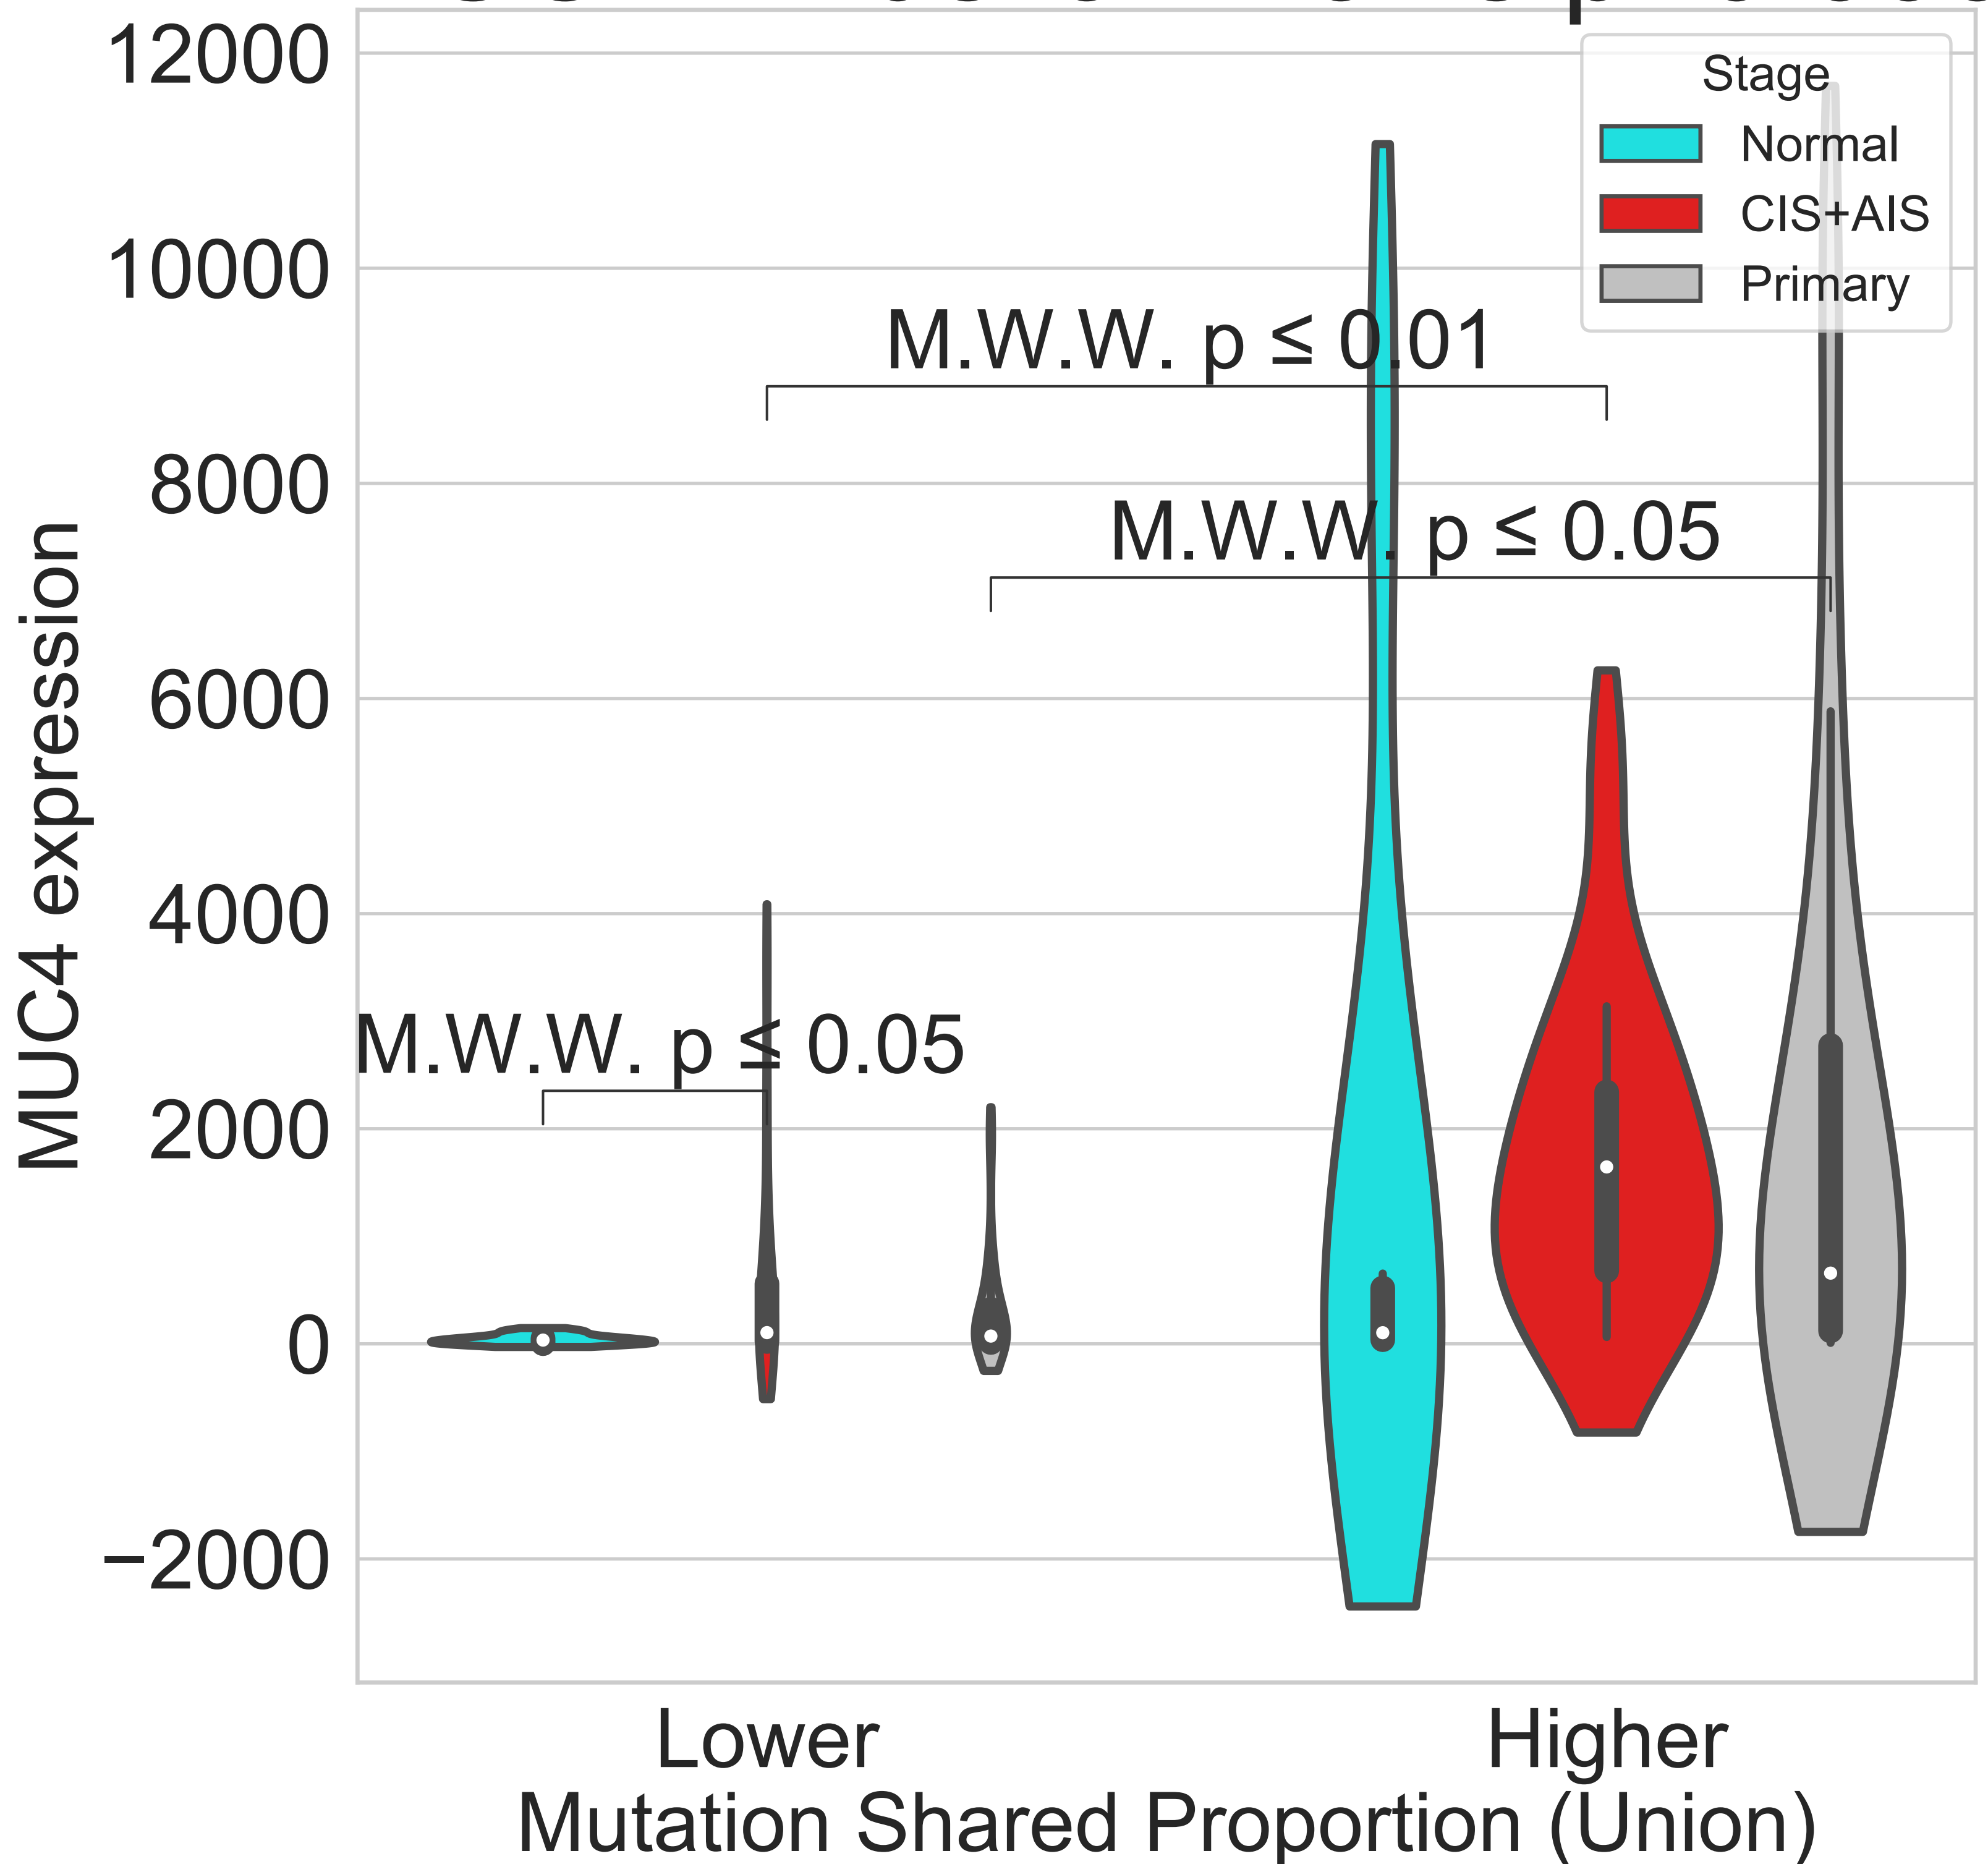 12000
10000
8000
6000
4000
2000
0
−2000
MUC4 expression
Stage
Normal
CIS+AIS
Primary
M.W.W. p ≤ 0.01
M.W.W. p ≤ 0.05
M.W.W. p ≤ 0.05
Lower
Higher
Mutation Shared Proportion (Union)